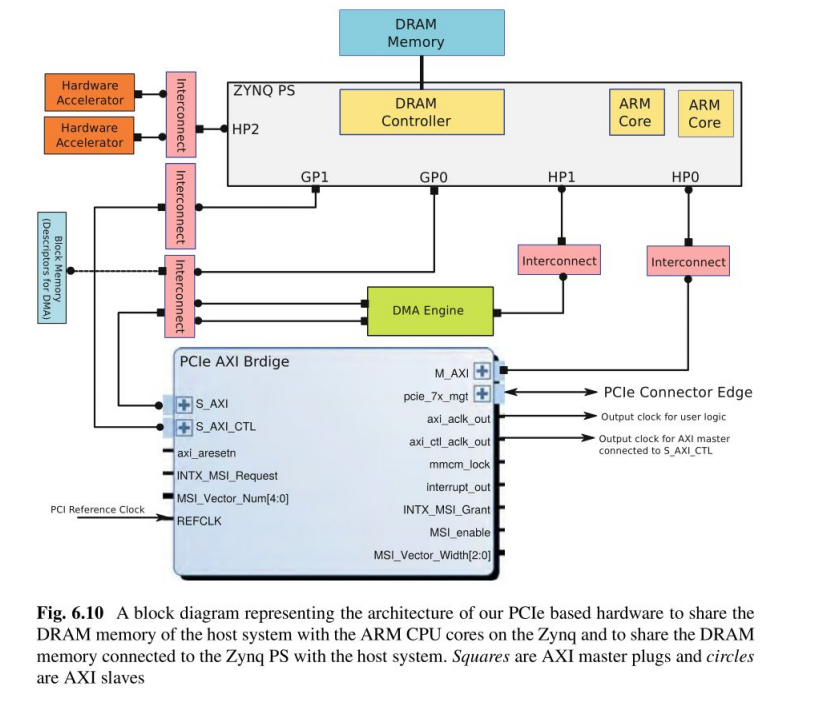 DRAM
Memory
Hardware
Accelerator
Hardware
Accelerator
Interconnect
ZYNQ PS
DRAM
Controller
ARM
Core
ARM
Core
HP2
GP1
GP0
HP1
HP0
Interconnect
Block Memory
(Descriptors for DMA)
Interconnect
Interconnect
Interconnect
DMA Engine
PCIe AXI Brdige
M_AXI
pcie_7x_mgt
PCIe Connector Edge
S_AXI
axi_aclk_out
Output clock for user logic
S_AXI_CTL
axi_ctl_aclk_out
Output clock for AXI master
connected to S_AXI_CTL
axi_aresetn
mmcm_lock
INTX_MSI_Request
interrupt_out
MSI_Vector_Num[4:0]
INTX_MSI_Grant
PCI Reference Clock
REFCLK
MSI_enable
MSI_Vector_Width[2:0]
Fig. 6.10 A block diagram representing the architecture of our PCIe based hardware to share the
DRAM memory of the host system with the ARM CPU cores on the Zynq and to share the DRAM
memory connected to the Zynq PS with the host system. Squares are AXI master plugs and circles
are AXI slaves